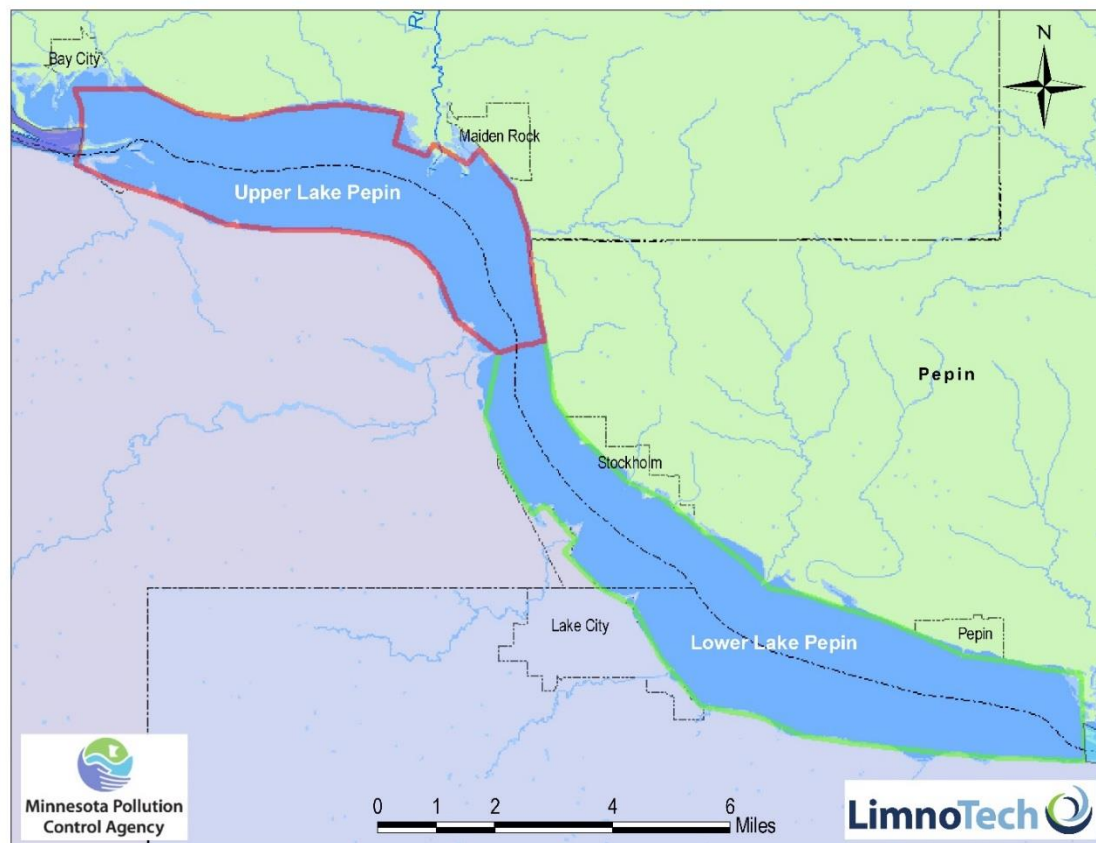 Bay City
Ru
N
Maiden Rock
Upper Lake Pepin
Pepin
Stockholm
Lake City
Lower Lake Pepin
Pepin
Minnesota Pollution
Control Agency
0 1 2 4 6
Miles
LimnoTech